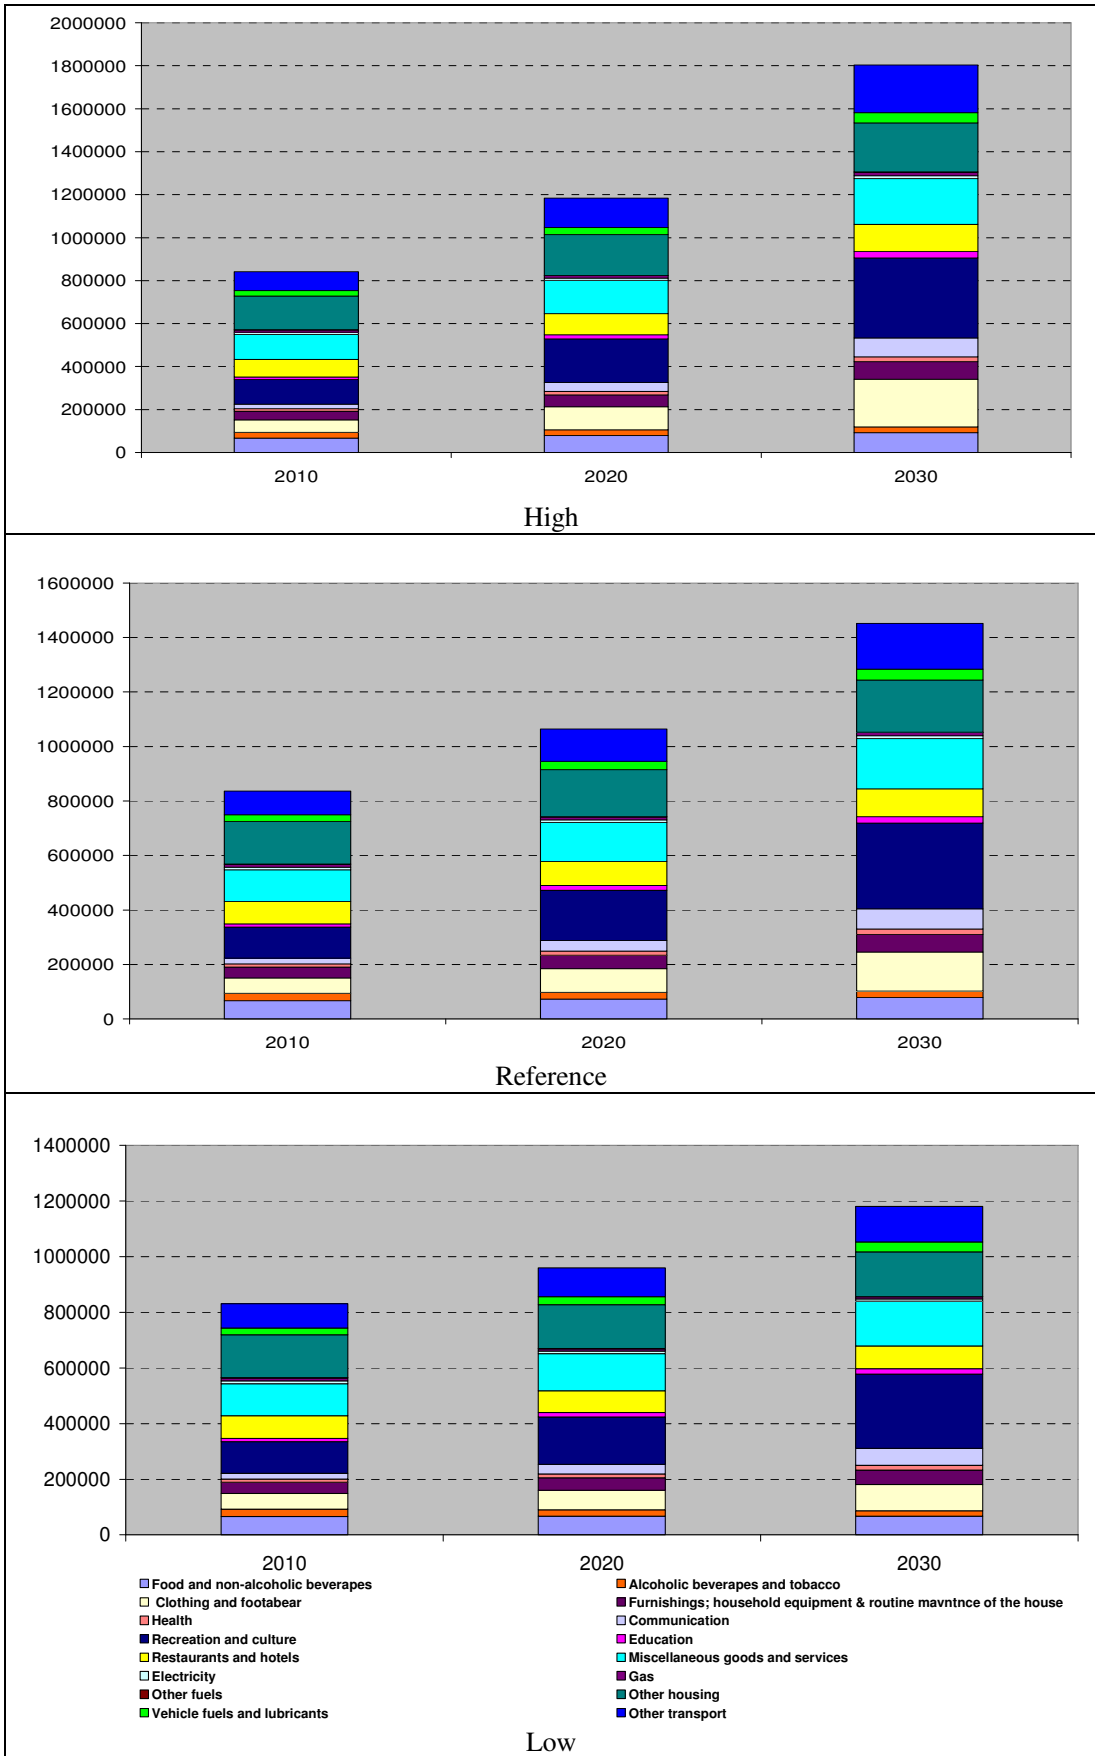 2000000
1800000
1600000
1400000
1200000
1000000
800000
600000
400000
200000
0
2010 2020 2030
High
1600000
1400000
1200000
1000000
800000
600000
400000
200000
0
2010 2020 2030
Reference
1400000
1200000
1000000
800000
600000
400000
200000
0
2010 2020 2030
Food and non-alcoholic beverapes Alcoholic beverapes and tobacco
Clothing and footabear Furnishings; household equipment & routine mavntnce of the house
Health Communication
Recreation and culture Education
Restaurants and hotels Miscellaneous goods and services
Electricity Gas
Other fuels Other housing
Vehicle fuels and lubricants Other transport
Low